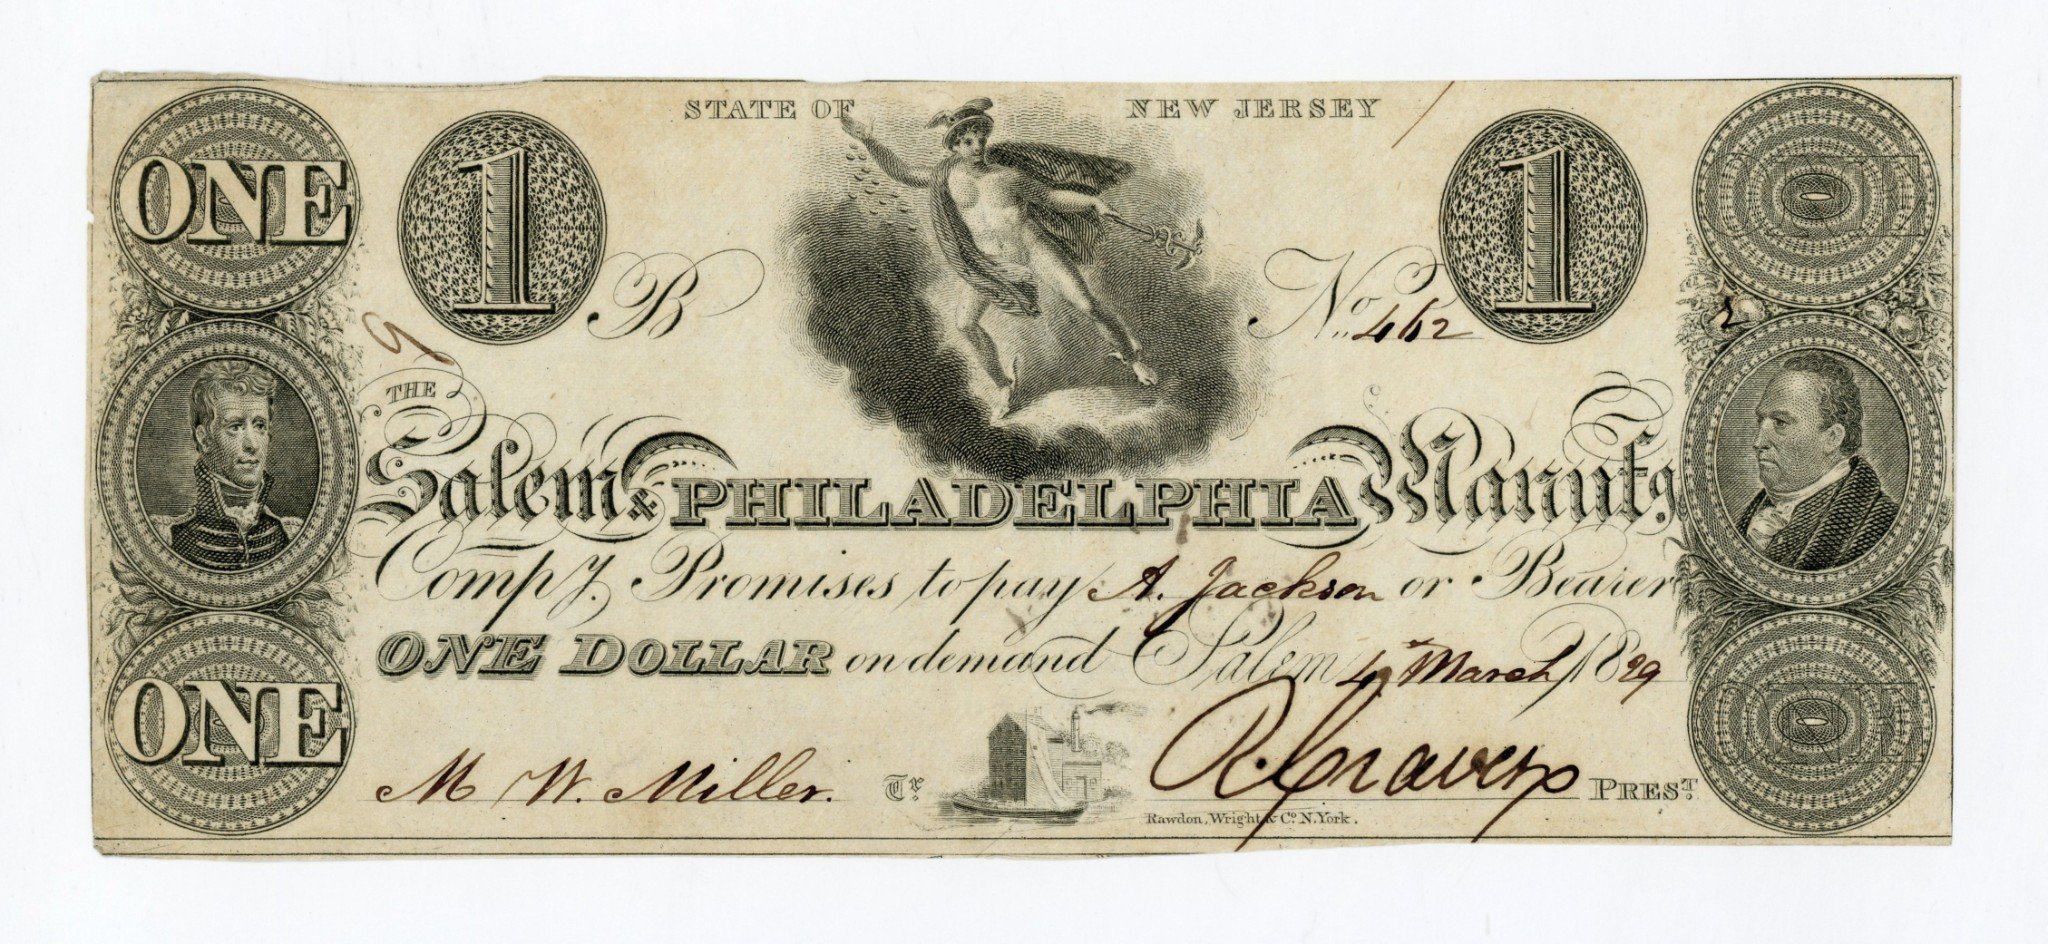 STATE OF NEW JERSEY
ONE 1 1
B No. 462
THE
Salem & PHILADELPHIA Manufg.
Compy. Promises to pay A. Jackson or Bearer
ONE DOLLAR on demand Salem 4th March 1829
ONE
M W. Miller. Tr. R. Cravens PREST.
Rawdon, Wright & Co. N. York.